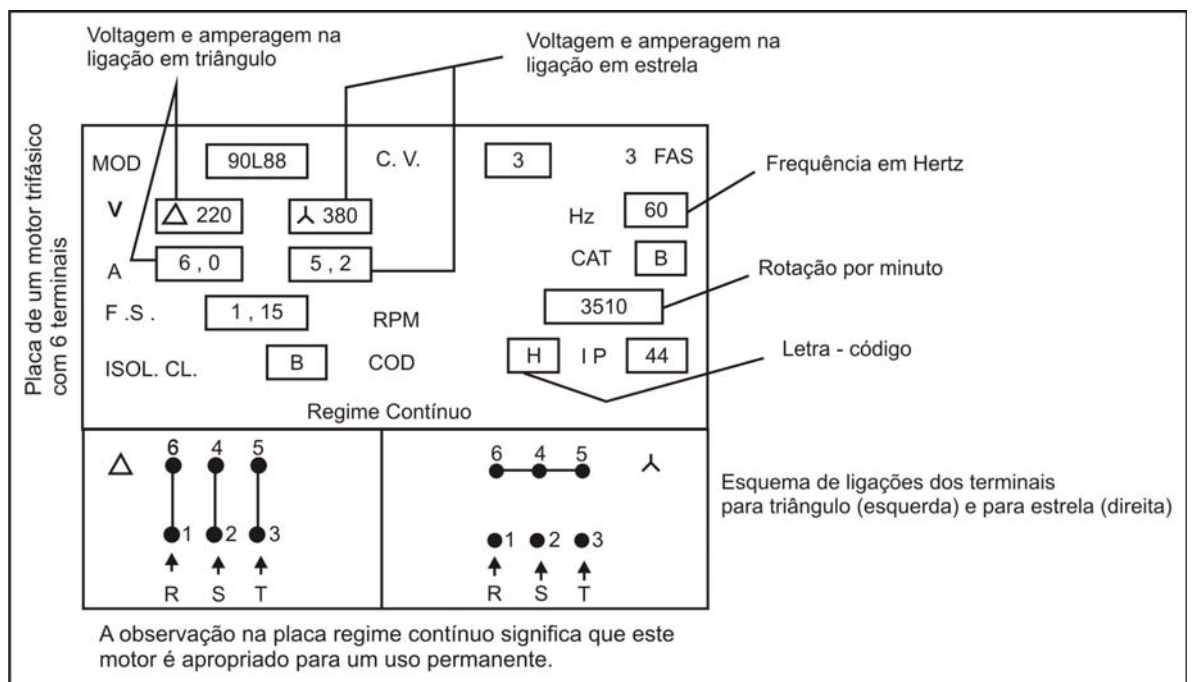 Voltagem e amperagem na
ligação em triângulo
Voltagem e amperagem na
ligação em estrela
Placa de um motor trifásico
com 6 terminais
MOD 90L88 C. V. 3 3 FAS
Frequência em Hertz
V 220 380 Hz 60
A 6 , 0 5 , 2 CAT B
Rotação por minuto
F .S . 1 , 15 RPM 3510
Letra - código
ISOL. CL. B COD H I P 44
Regime Contínuo
6 4 5
1 2 3
R S T
6 4 5
1 2 3
R S T
Esquema de ligações dos terminais
para triângulo (esquerda) e para estrela (direita)
A observação na placa regime contínuo significa que este
motor é apropriado para um uso permanente.